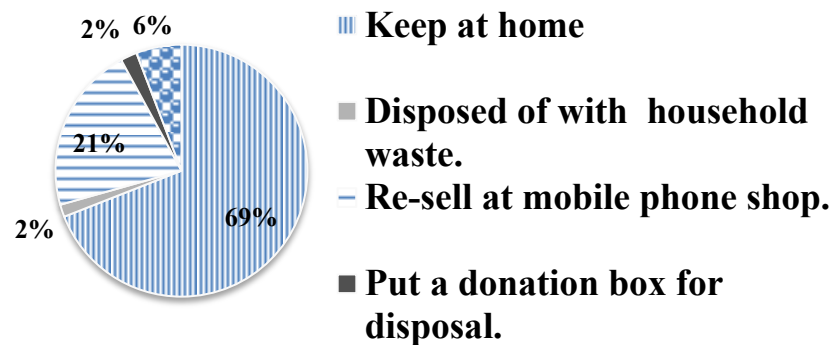 2% 6%
21%
69%
2%
Keep at home
Disposed of with household
waste.
Re-sell at mobile phone shop.
Put a donation box for
disposal.